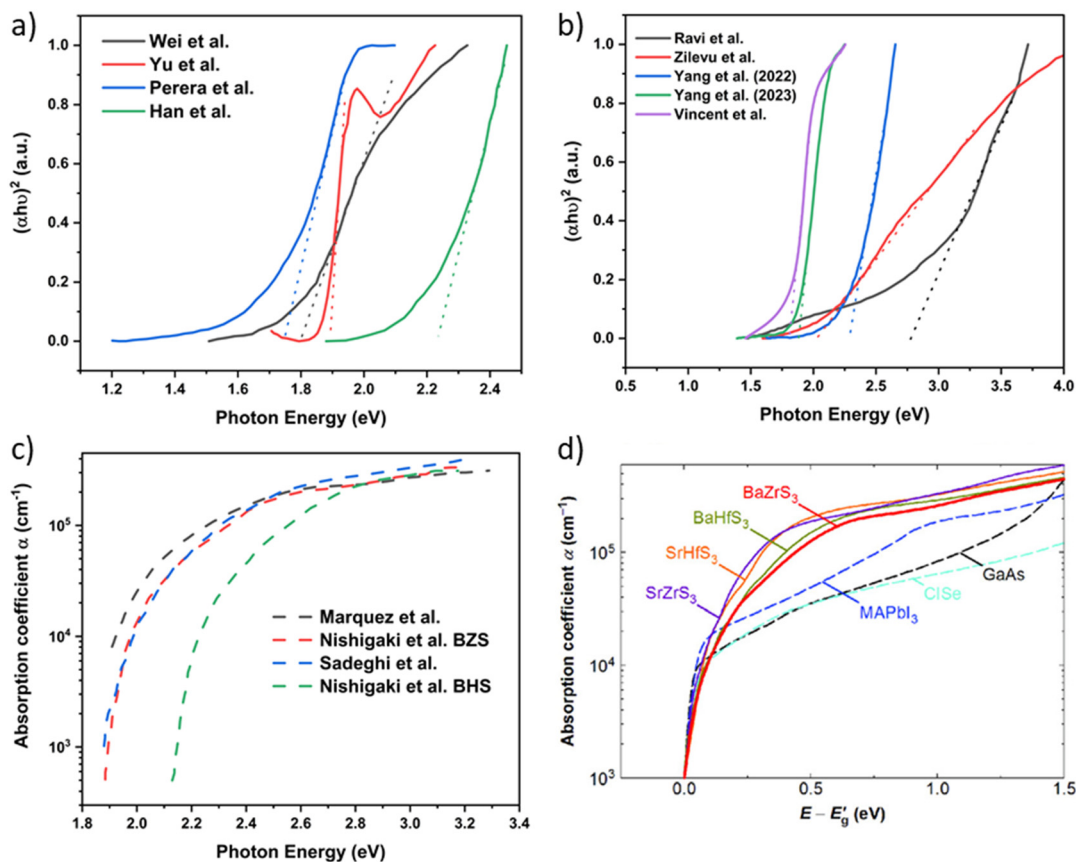 a)
Wei et al.
Yu et al.
Perera et al.
Han et al.
(αhυ)² (a.u.)
1.0
0.8
0.6
0.4
0.2
0.0
1.2 1.4 1.6 1.8 2.0 2.2 2.4
Photon Energy (eV)
b)
Ravi et al.
Zilevu et al.
Yang et al. (2022)
Yang et al. (2023)
Vincent et al.
(αhυ)² (a.u.)
1.0
0.8
0.6
0.4
0.2
0.0
0.5 1.0 1.5 2.0 2.5 3.0 3.5 4.0
Photon Energy (eV)
c)
Absorption coefficient α (cm⁻¹)
10⁵
10⁴
10³
Marquez et al.
Nishigaki et al. BZS
Sadeghi et al.
Nishigaki et al. BHS
1.8 2.0 2.2 2.4 2.6 2.8 3.0 3.2 3.4
Photon Energy (eV)
d)
Absorption coefficient α (cm⁻¹)
10⁵
10⁴
10³
BaZrS₃
BaHfS₃
SrHfS₃
SrZrS₃
GaAs
CISe
MAPbI₃
0.0 0.5 1.0 1.5
E – E′g (eV)